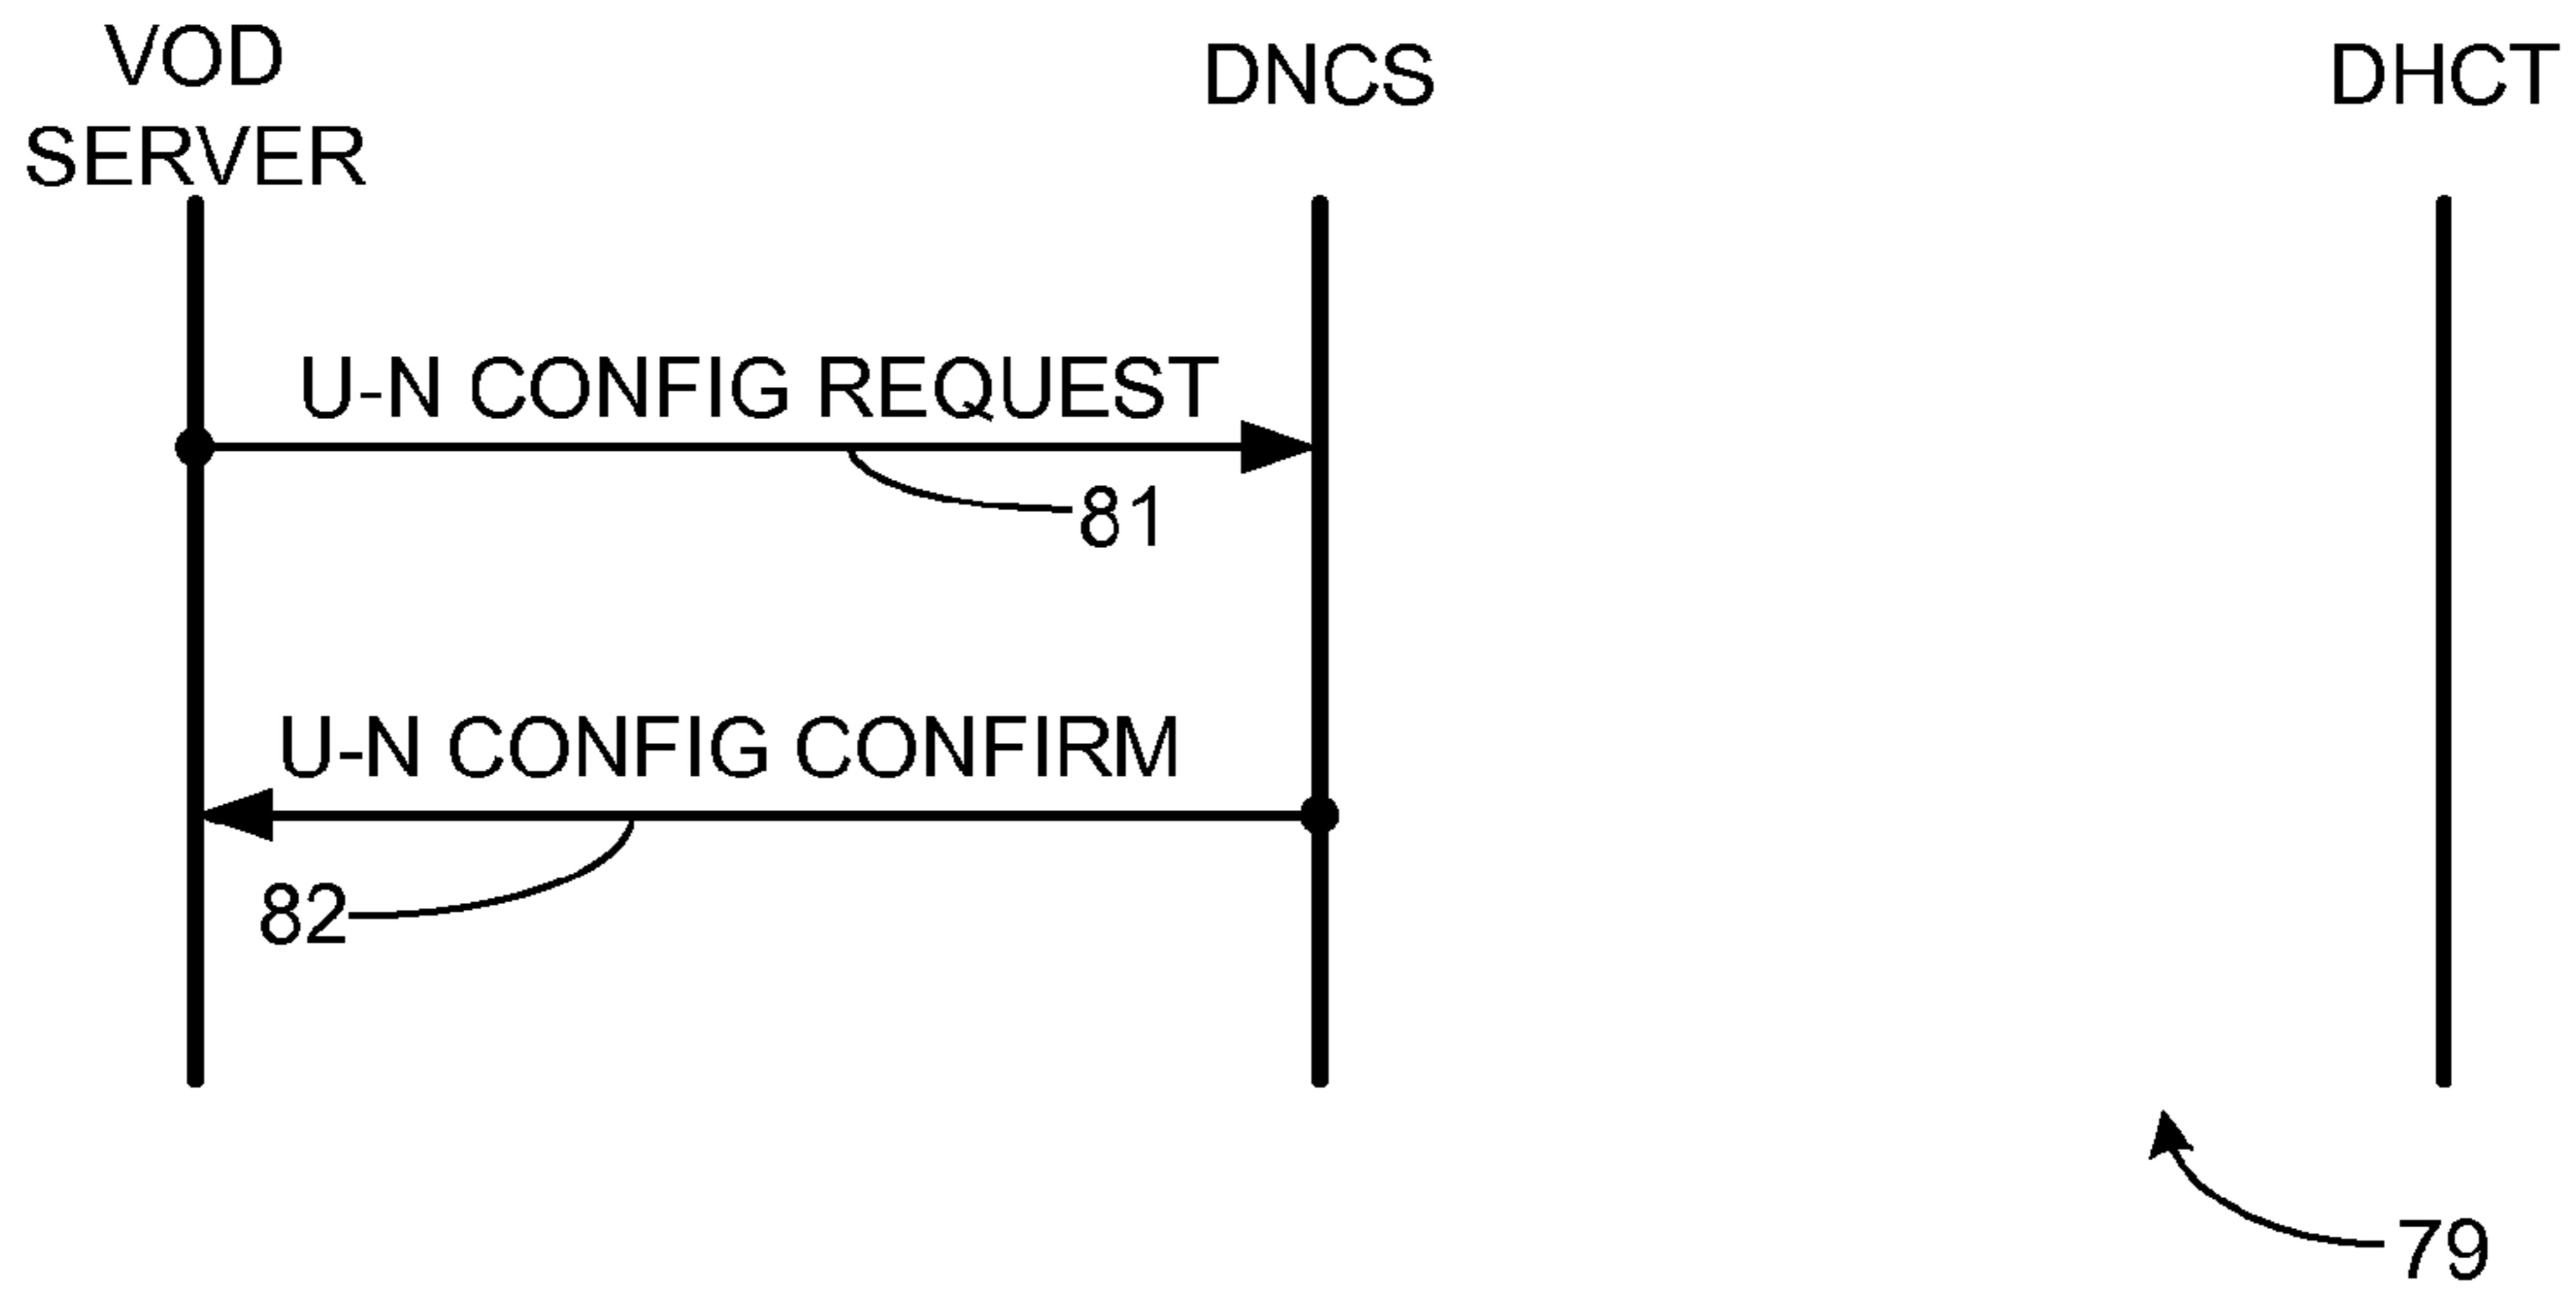 VOD
SERVER
DNCS
DHCT
U-N CONFIG REQUEST
81
U-N CONFIG CONFIRM
82
79